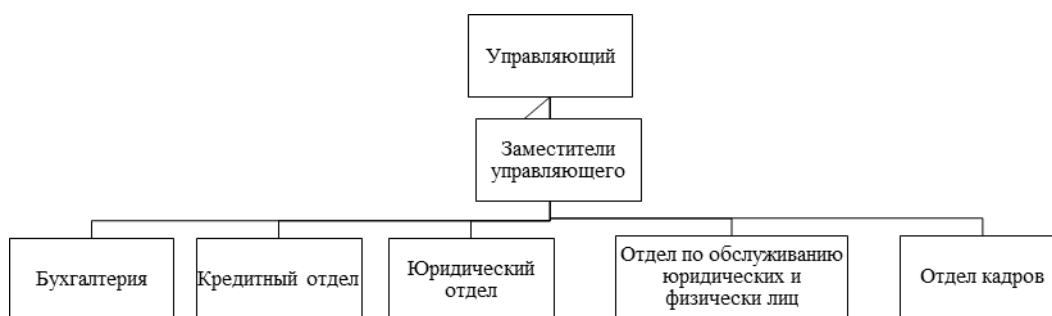 Управляющий
Заместители
управляющего
Бухгалтерия
Кредитный отдел
Юридический
отдел
Отдел по обслуживанию
юридических и
физически лиц
Отдел кадров